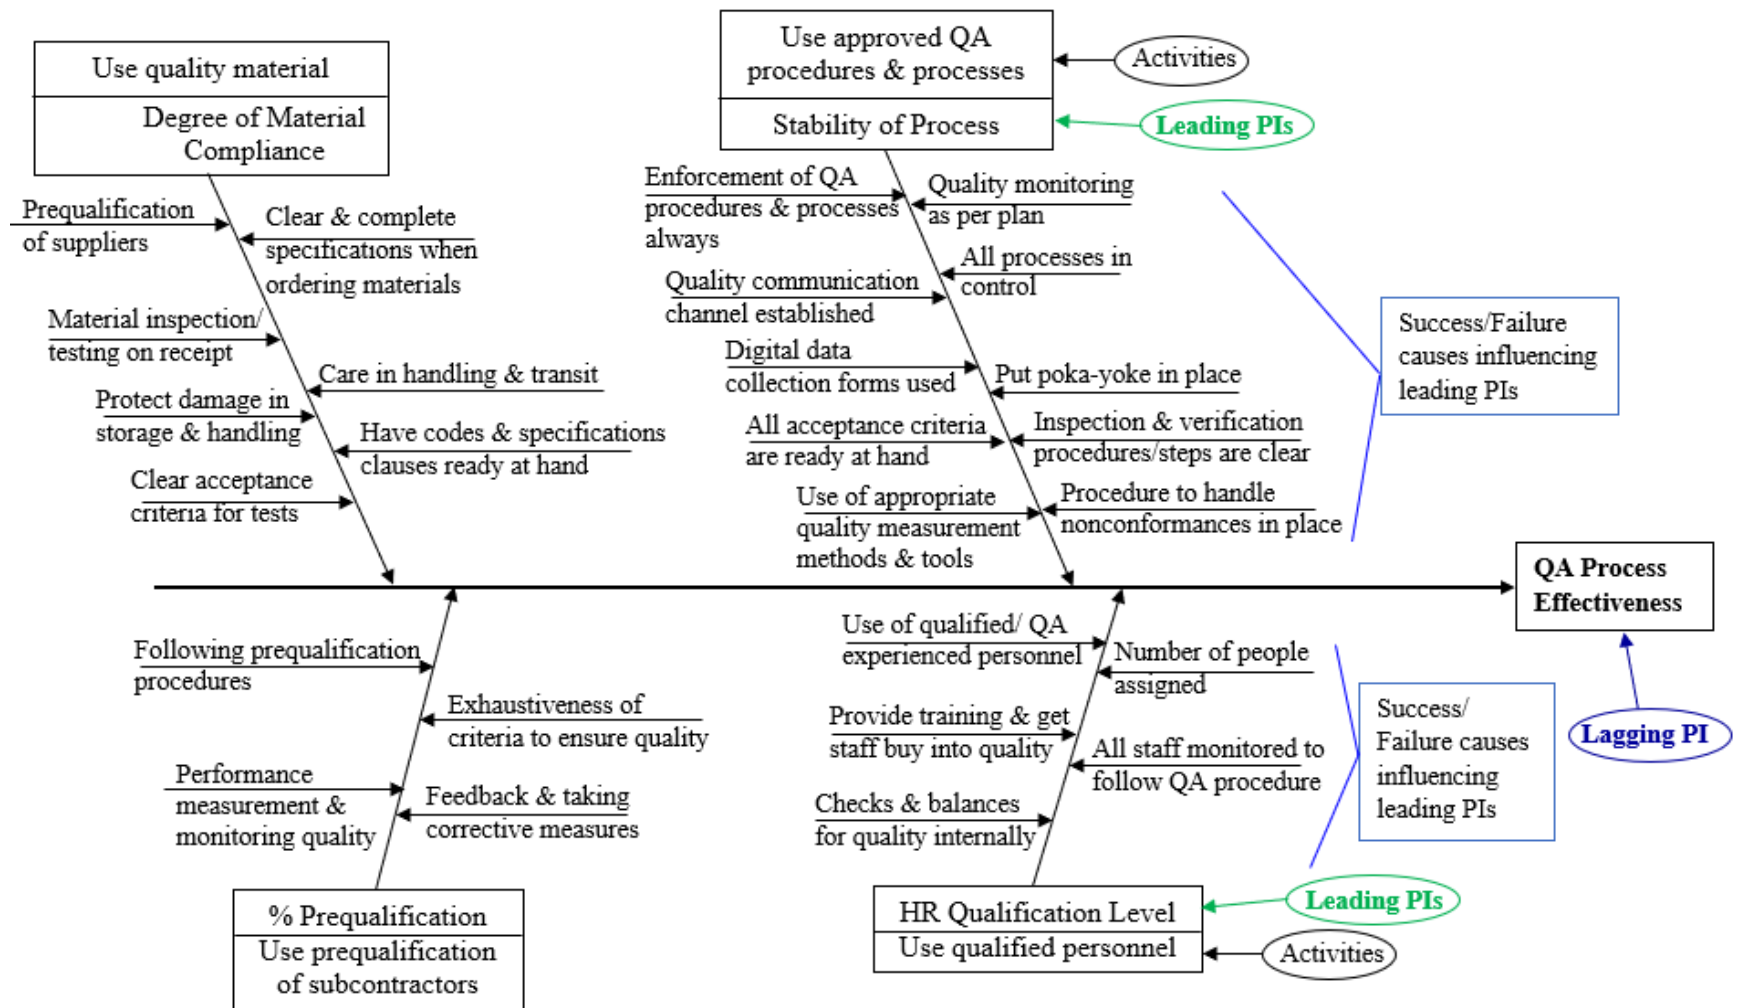 Use quality material
Degree of Material
Compliance
Use approved QA
procedures & processes
Stability of Process
Activities
Leading PIs
Prequalification
of suppliers
Clear & complete
specifications when
ordering materials
Material inspection/
testing on receipt
Care in handling & transit
Protect damage in
storage & handling
Have codes & specifications
clauses ready at hand
Clear acceptance
criteria for tests
Enforcement of QA
procedures & processes
always
Quality monitoring
as per plan
All processes in
control
Quality communication
channel established
Digital data
collection forms used
Put poka-yoke in place
All acceptance criteria
are ready at hand
Inspection & verification
procedures/steps are clear
Use of appropriate
quality measurement
methods & tools
Procedure to handle
nonconformances in place
Success/Failure
causes influencing
leading PIs
QA Process
Effectiveness
Lagging PI
Following prequalification
procedures
Exhaustiveness of
criteria to ensure quality
Performance
measurement &
monitoring quality
Feedback & taking
corrective measures
% Prequalification
Use prequalification
of subcontractors
Use of qualified/ QA
experienced personnel
Number of people
assigned
Provide training & get
staff buy into quality
All staff monitored to
follow QA procedure
Checks & balances
for quality internally
Success/
Failure causes
influencing
leading PIs
HR Qualification Level
Use qualified personnel
Leading PIs
Activities